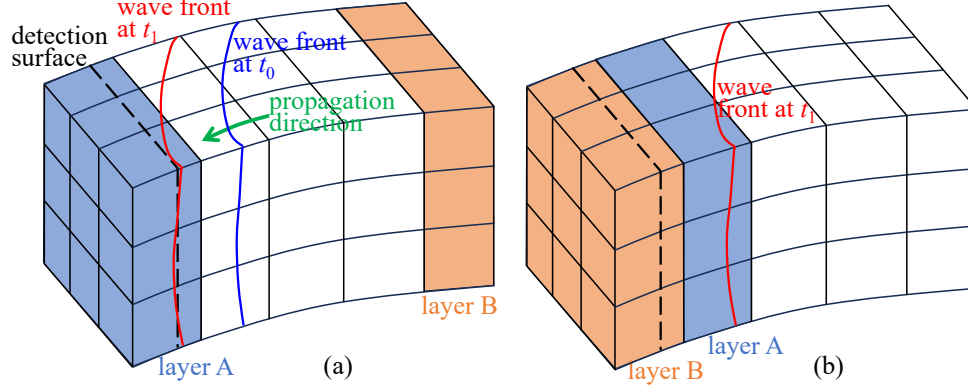 wave front
at t₁
detection
surface
wave front
at t₀
propagation
direction
layer B
layer A
(a)
wave
front at t₁
layer A
layer B
(b)